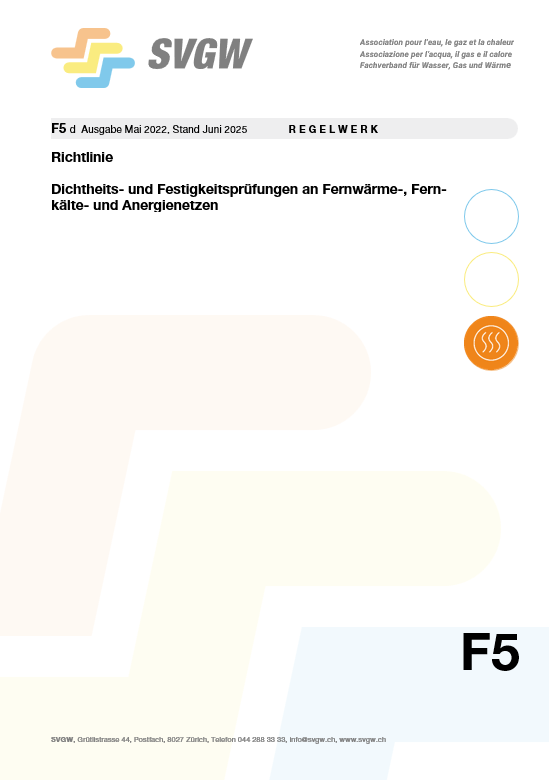 SVGW
Association pour l'eau, le gaz et la chaleur
Associazione per l'acqua, il gas e il calore
Fachverband für Wasser, Gas und Wärme
F5 d Ausgabe Mai 2022, Stand Juni 2025 REGELWERK
Richtlinie
Dichtheits- und Festigkeitsprüfungen an Fernwärme-, Fern-
kälte- und Anergienetzen
F5
SVGW, Grütlistrasse 44, Postfach, 8027 Zürich, Telefon 044 288 33 33, info@svgw.ch, www.svgw.ch